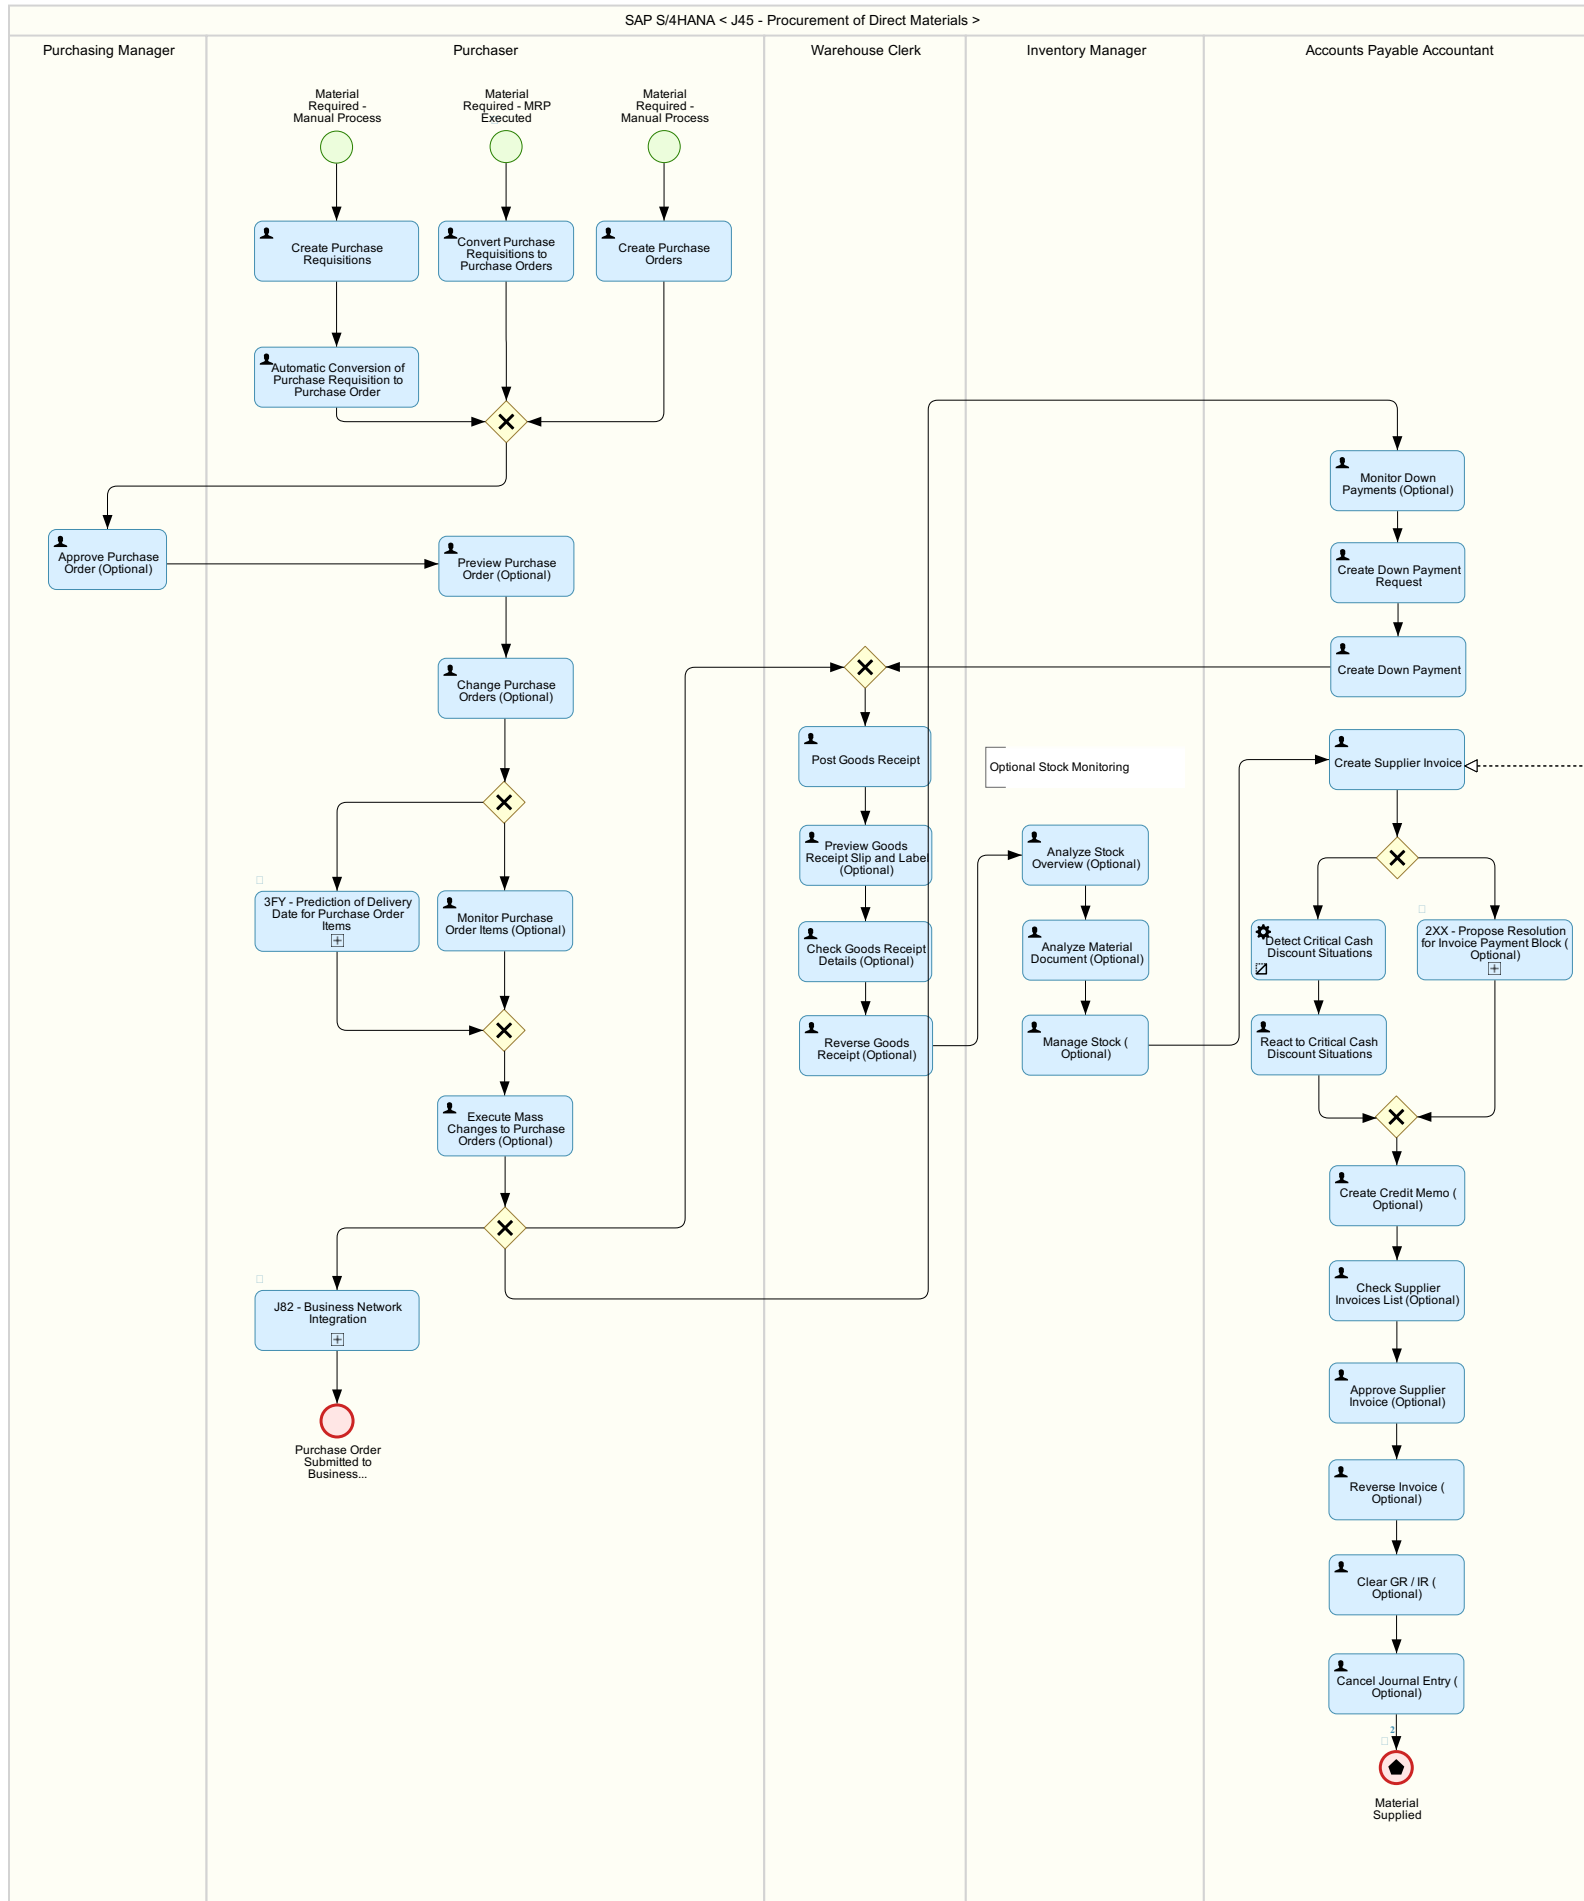 SAP S/4HANA < J45 - Procurement of Direct Materials >
Purchasing Manager
Purchaser
Warehouse Clerk
Inventory Manager
Accounts Payable Accountant
Material
Required -
Manual Process
Material
Required - MRP
Executed
Material
Required -
Manual Process
Create Purchase
Requisitions
Convert Purchase
Requisitions to
Purchase Orders
Create Purchase
Orders
Automatic Conversion of
Purchase Requisition to
Purchase Order
Monitor Down
Payments (Optional)
Approve Purchase
Order (Optional)
Preview Purchase
Order (Optional)
Create Down Payment
Request
Change Purchase
Orders (Optional)
Create Down Payment
Post Goods Receipt
Optional Stock Monitoring
Create Supplier Invoice
Preview Goods
Receipt Slip and Label
(Optional)
Analyze Stock
Overview (Optional)
3FY - Prediction of Delivery
Date for Purchase Order
Items
Monitor Purchase
Order Items (Optional)
Check Goods Receipt
Details (Optional)
Analyze Material
Document (Optional)
Detect Critical Cash
Discount Situations
2XX - Propose Resolution
for Invoice Payment Block (
Optional)
Reverse Goods
Receipt (Optional)
Manage Stock (
Optional)
React to Critical Cash
Discount Situations
Execute Mass
Changes to Purchase
Orders (Optional)
Create Credit Memo (
Optional)
J82 - Business Network
Integration
Check Supplier
Invoices List (Optional)
Approve Supplier
Invoice (Optional)
Purchase Order
Submitted to
Business...
Reverse Invoice (
Optional)
Clear GR / IR (
Optional)
Cancel Journal Entry (
Optional)
2
Material
Supplied